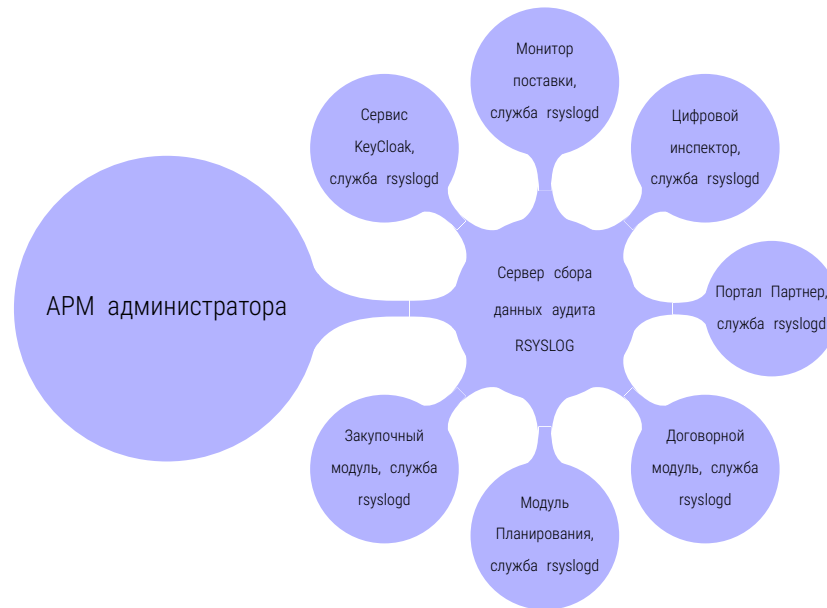 Монитор
поставки,
служба rsyslogd
Сервис
KeyCloak,
служба rsyslogd
Цифровой
инспектор,
служба rsyslogd
АРМ администратора
Сервер сбора
данных аудита
RSYSLOG
Портал Партнер,
служба rsyslogd
Закупочный
модуль, служба
rsyslogd
Модуль
Планирования,
служба rsyslogd
Договорной
модуль, служба
rsyslogd